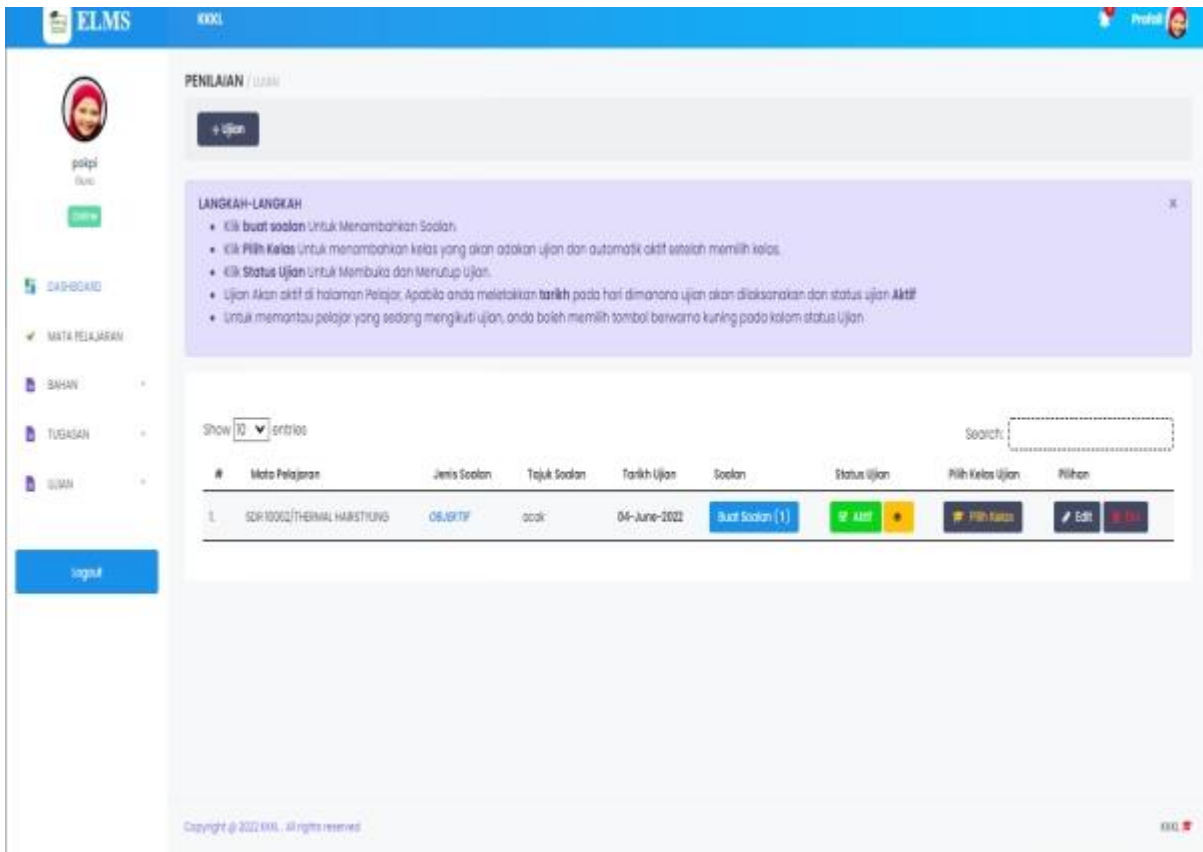 ELMS
KKKL
Profail
PENILAIAN / UJIAN
+ Ujian
pokpi
Guru
Online
LANGKAH-LANGKAH
x
• Klik buat soalan Untuk Menambahkan Soalan.
• Klik Pilih Kelas Untuk menambahkan kelas yang akan adakan ujian dan automatik aktif setelah memilih kelas.
• Klik Status Ujian Untuk Membuka dan Menutup Ujian.
• Ujian Akan aktif di halaman Pelajar, Apabila anda meletakkan tarikh pada hari dimanana ujian akan dilaksanakan dan status ujian Aktif
• Untuk memantau pelajar yang sedang mengikuti ujian, anda boleh memilih tombol berwarna kuning pada kolom status Ujian
DASHBOARD
MATA PELAJARAN
BAHAN
TUGASAN
UJIAN
Logout
Show 10 entries
Search:
# Mata Pelajaran Jenis Soalan Tajuk Soalan Tarikh Ujian Soalan Status Ujian Pilih Kelas Ujian Pilihan
1. SDR10062/THERMAL HAIRSTYLING OBJEKTIF acak 04-June-2022 Buat Soalan (1) Aktif Pilih Kelas Edit
Copyright @ 2022 KKKL . All rights reserved
KKKL